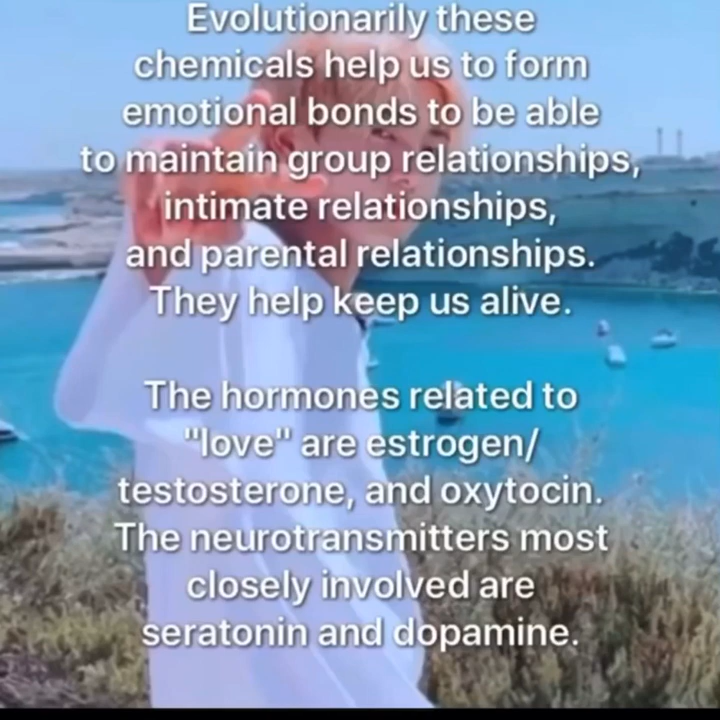 Evolutionarily these
chemicals help us to form
emotional bonds to be able
to maintain group relationships,
intimate relationships,
and parental relationships.
They help keep us alive.
The hormones related to
"love" are estrogen/
testosterone, and oxytocin.
The neurotransmitters most
closely involved are
seratonin and dopamine.